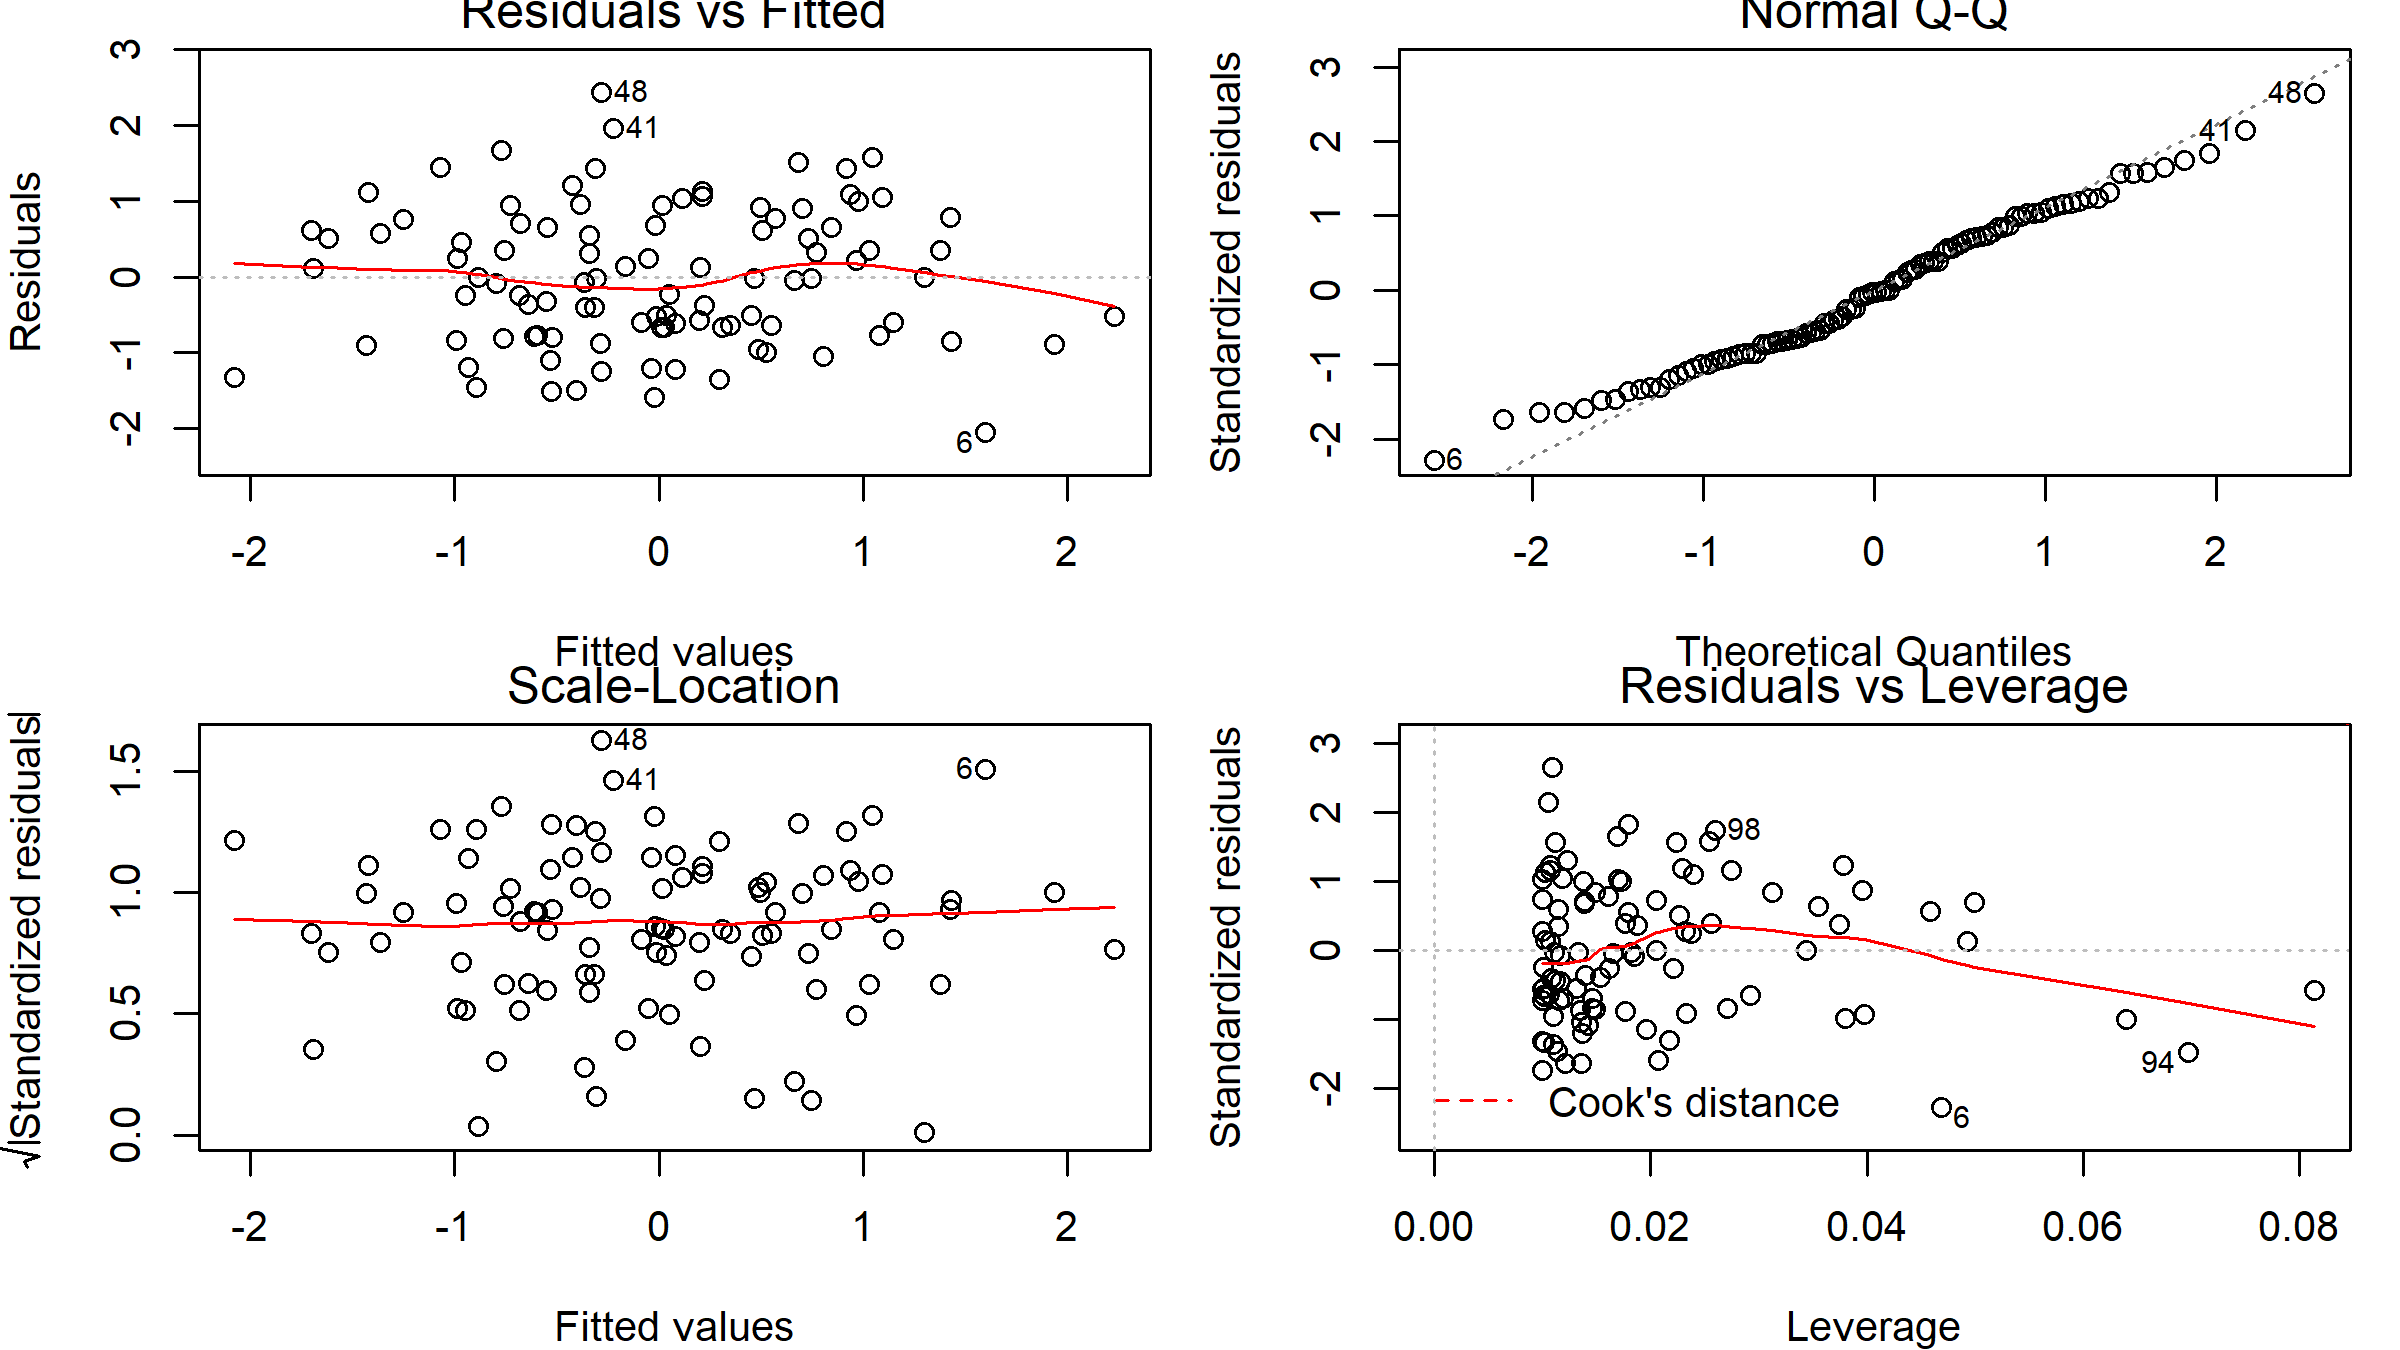 Residuals vs Fitted
Residuals
3
2
1
0
-1
-2
48
41
6
-2 -1 0 1 2
Fitted values
Normal Q-Q
Standardized residuals
3
2
1
0
-1
-2
48
41
6
-2 -1 0 1 2
Theoretical Quantiles
Scale-Location
√|Standardized residuals|
1.5
1.0
0.5
0.0
48
41
6
-2 -1 0 1 2
Fitted values
Residuals vs Leverage
Standardized residuals
3
2
1
0
-2
98
94
6
Cook's distance
0.00 0.02 0.04 0.06 0.08
Leverage